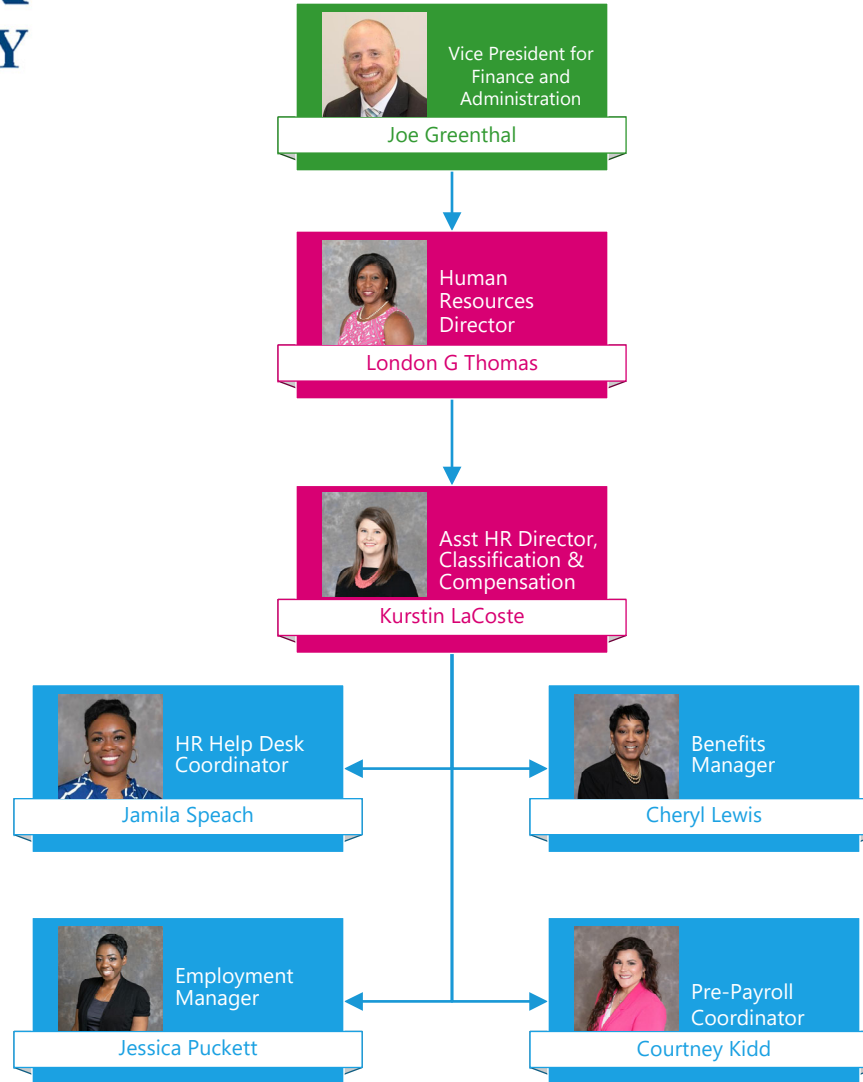 Y
Vice President for
Finance and
Administration
Joe Greenthal
Human
Resources
Director
London G Thomas
Asst HR Director,
Classification &
Compensation
Kurstin LaCoste
HR Help Desk
Coordinator
Jamila Speach
Benefits
Manager
Cheryl Lewis
Employment
Manager
Jessica Puckett
Pre-Payroll
Coordinator
Courtney Kidd